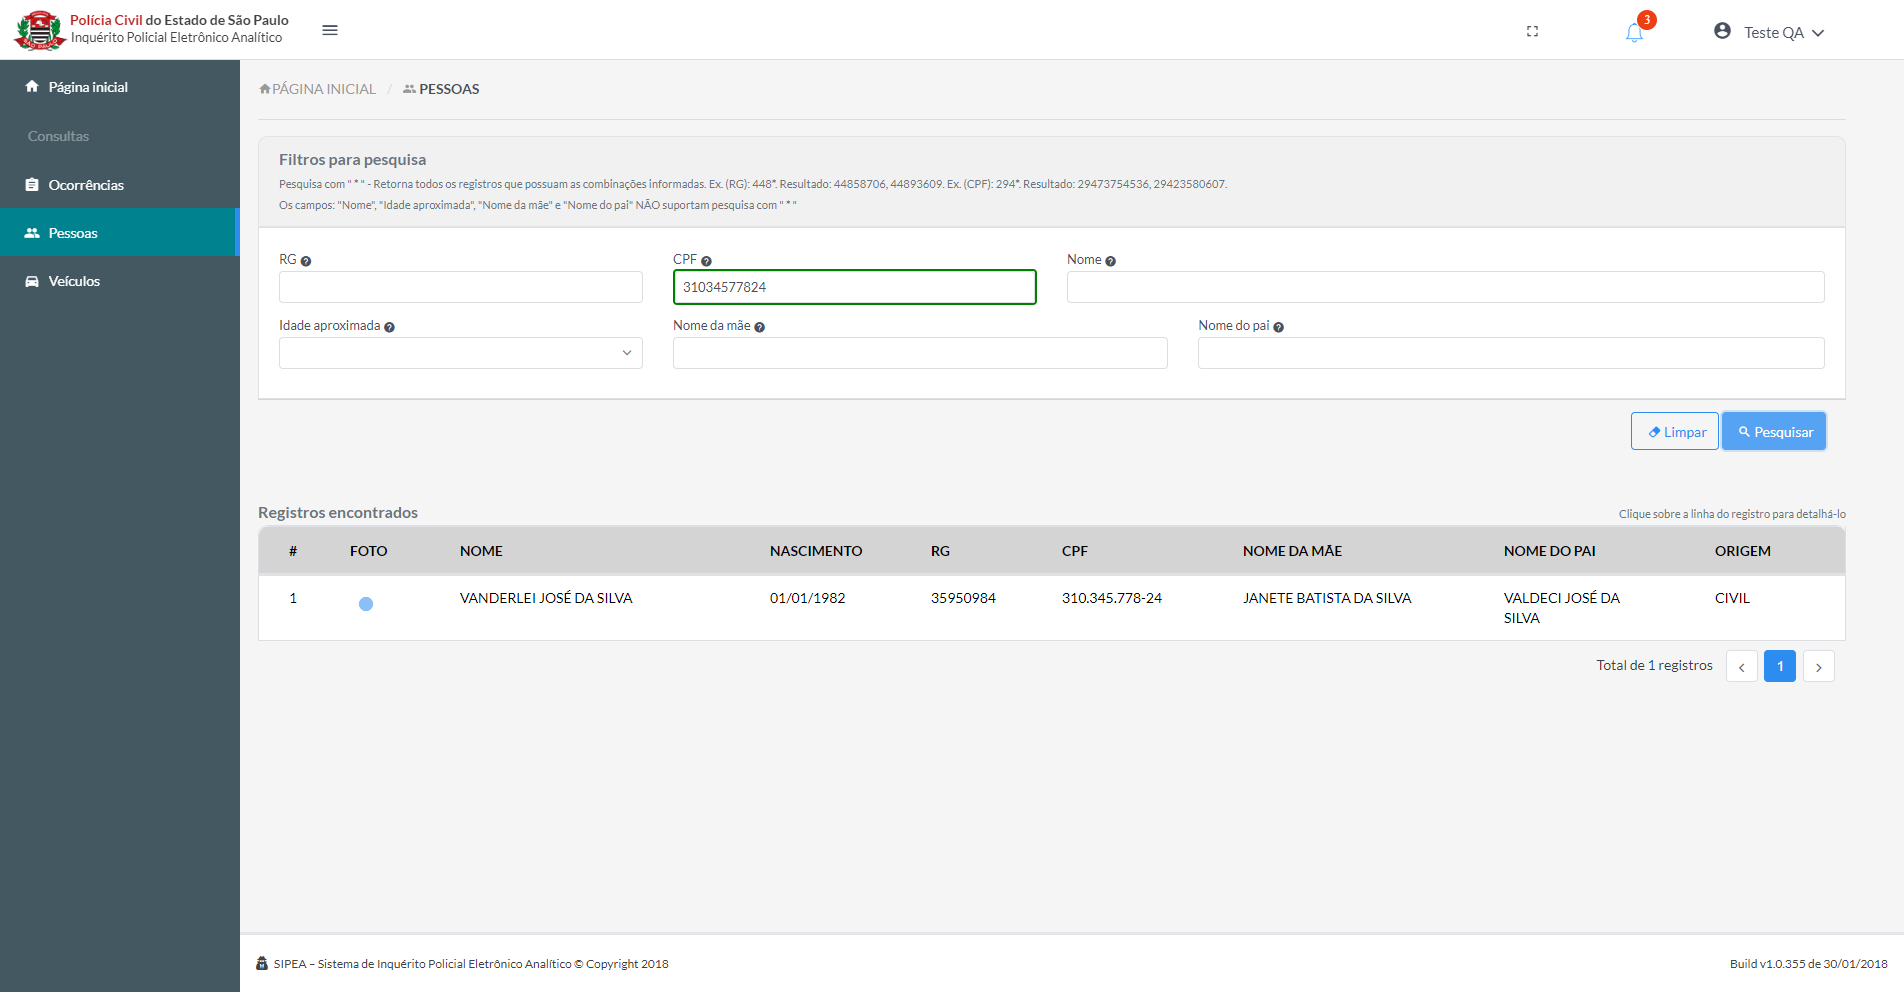 Polícia Civil do Estado de São Paulo
Inquérito Policial Eletrônico Analítico
3
Teste QA
Página inicial
Consultas
Ocorrências
Pessoas
Veículos
PÁGINA INICIAL / PESSOAS
Filtros para pesquisa
Pesquisa com " * " - Retorna todos os registros que possuam as combinações informadas. Ex. (RG): 448*. Resultado: 44858706, 44893609. Ex. (CPF): 294*. Resultado: 29473754536, 29423580607.
Os campos: "Nome", "Idade aproximada", "Nome da mãe" e "Nome do pai" NÃO suportam pesquisa com " * "
RG ? CPF ? Nome ?
31034577824
Idade aproximada ? Nome da mãe ? Nome do pai ?
Limpar Pesquisar
Registros encontrados
Clique sobre a linha do registro para detalhá-lo
# FOTO NOME NASCIMENTO RG CPF NOME DA MÃE NOME DO PAI ORIGEM
1 VANDERLEI JOSÉ DA SILVA 01/01/1982 35950984 310.345.778-24 JANETE BATISTA DA SILVA VALDECI JOSÉ DA CIVIL
SILVA
Total de 1 registros < 1 >
SIPEA – Sistema de Inquérito Policial Eletrônico Analítico © Copyright 2018
Build v1.0.355 de 30/01/2018